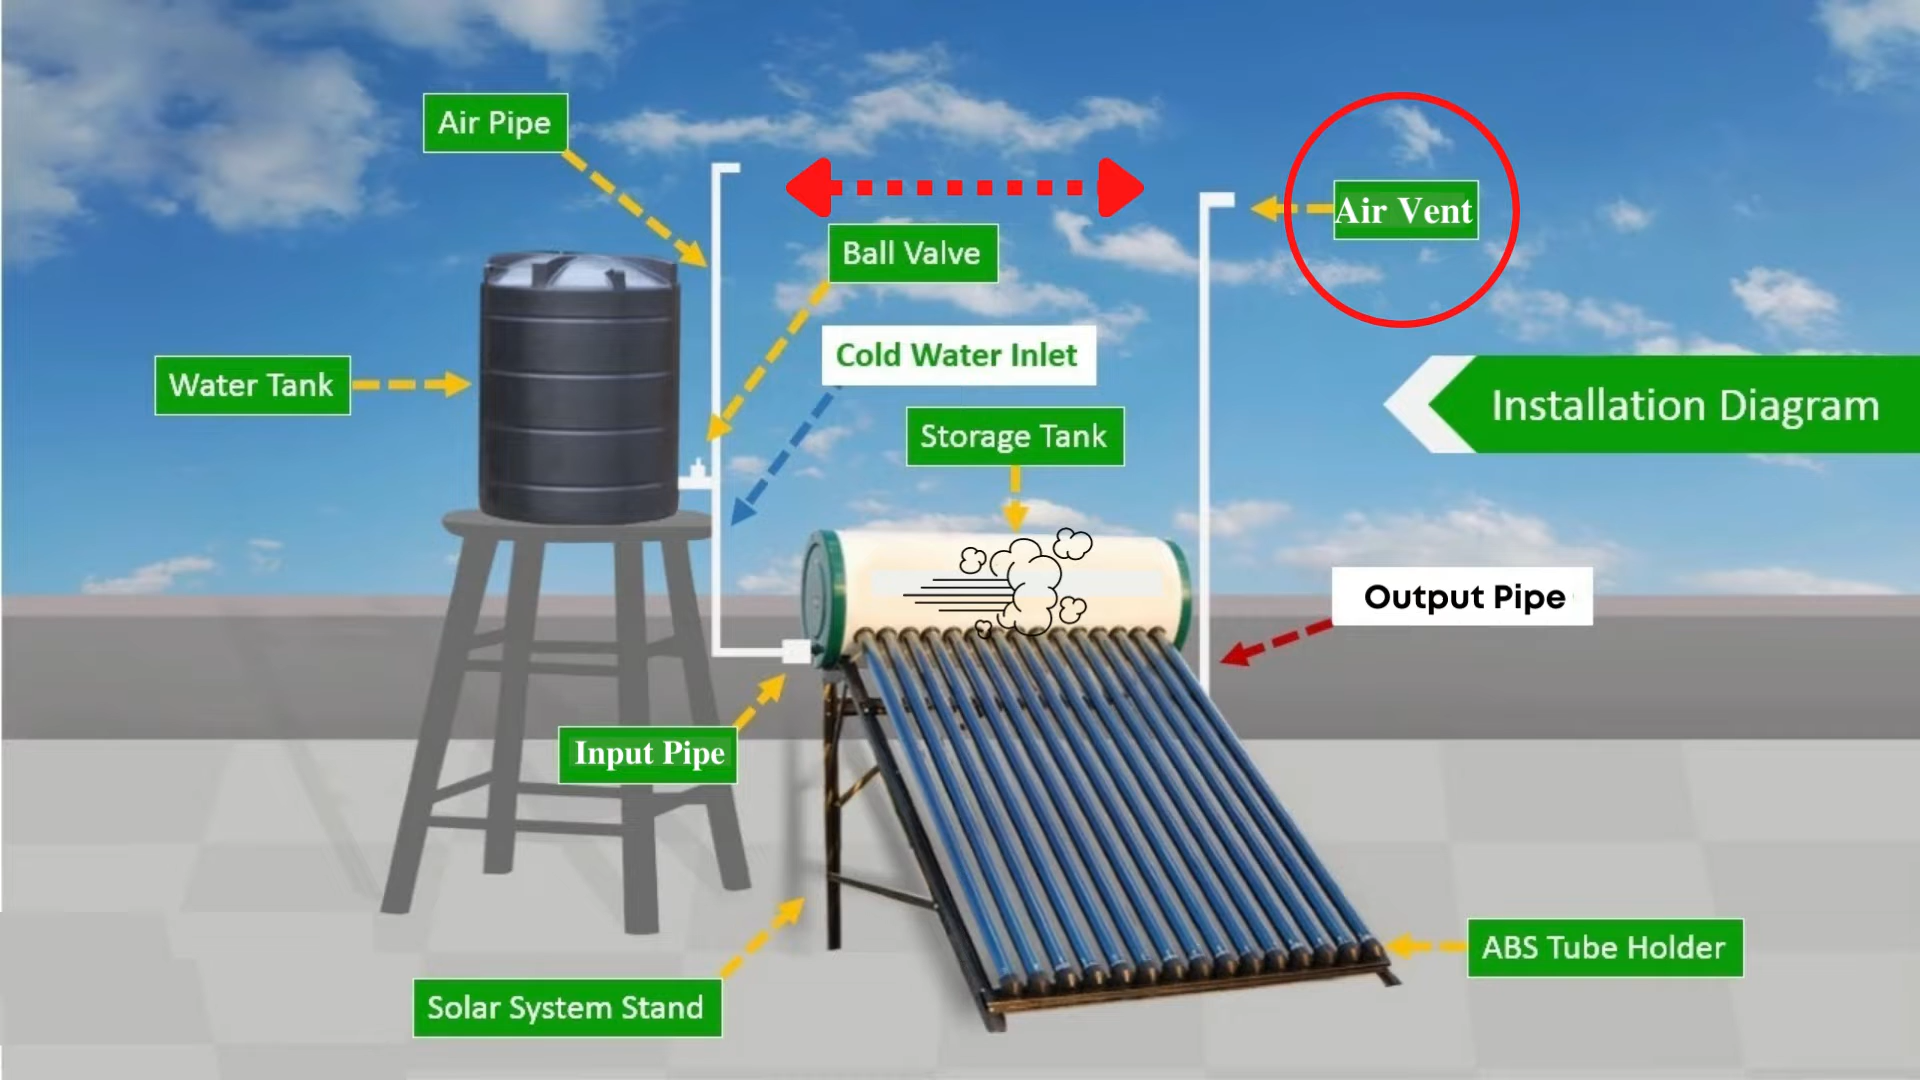 Air Pipe
Air Vent
Ball Valve
Cold Water Inlet
Water Tank
Installation Diagram
Storage Tank
Output Pipe
Input Pipe
ABS Tube Holder
Solar System Stand